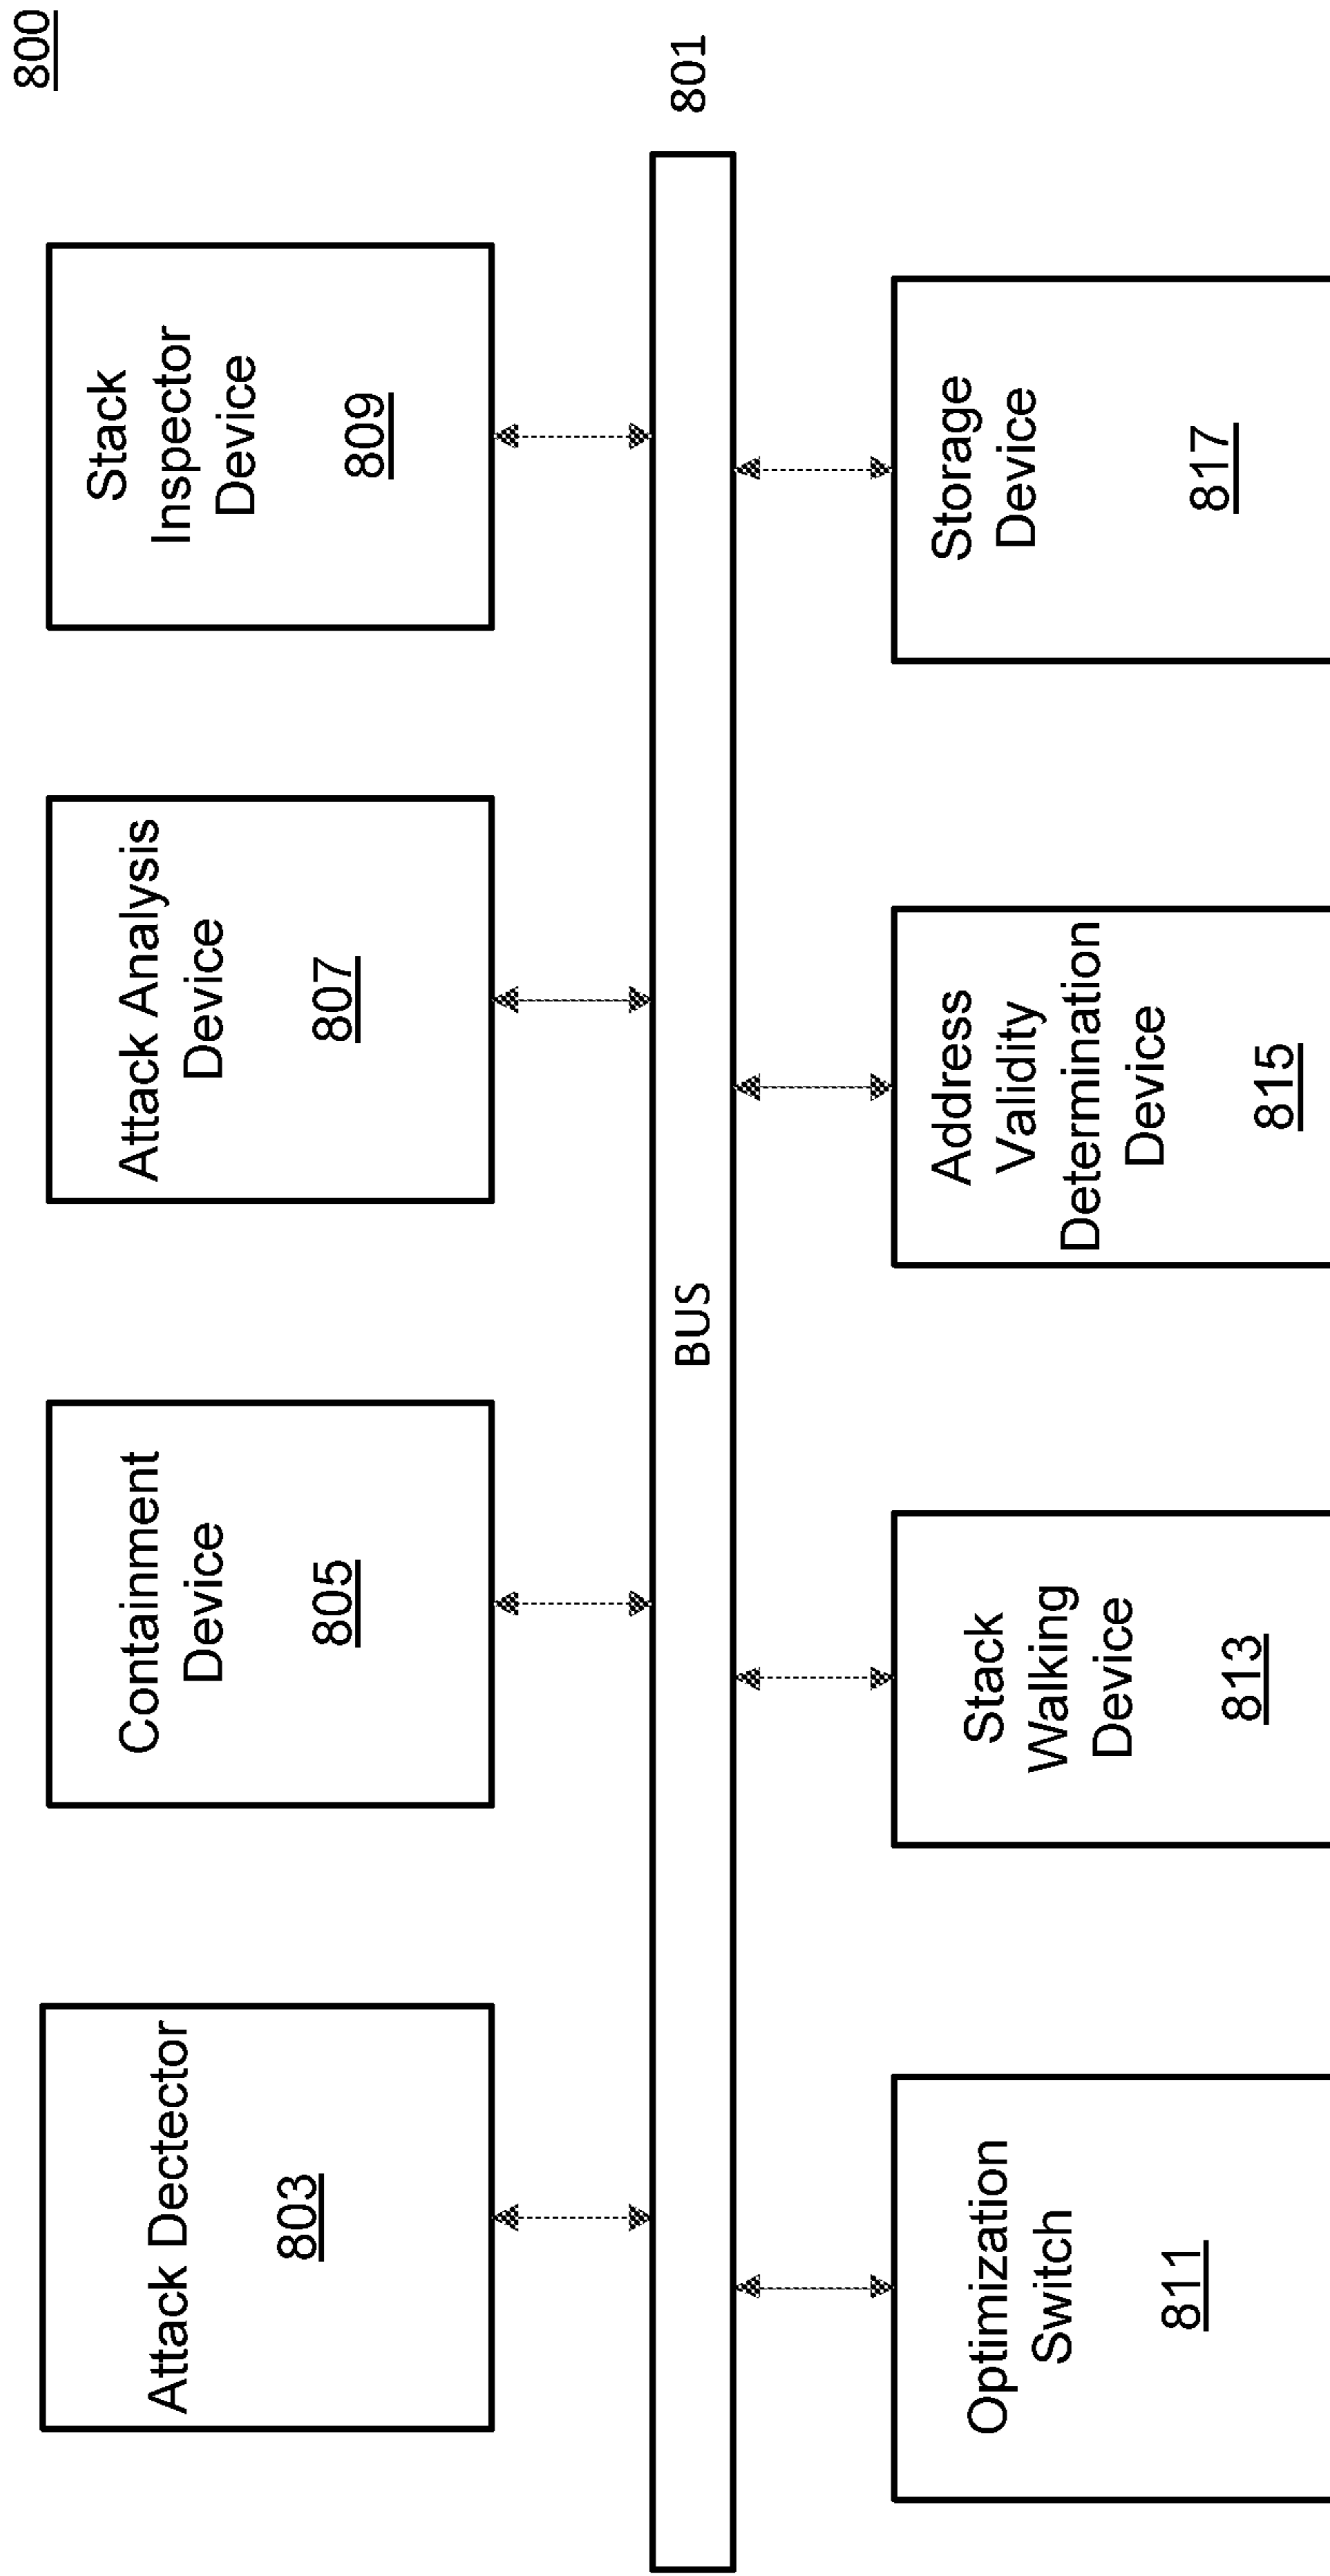 800
Attack Dectector
803
Containment
Device
805
Attack Analysis
Device
807
Stack
Inspector
Device
809
BUS
801
Optimization
Switch
811
Stack
Walking
Device
813
Address
Validity
Determination
Device
815
Storage
Device
817